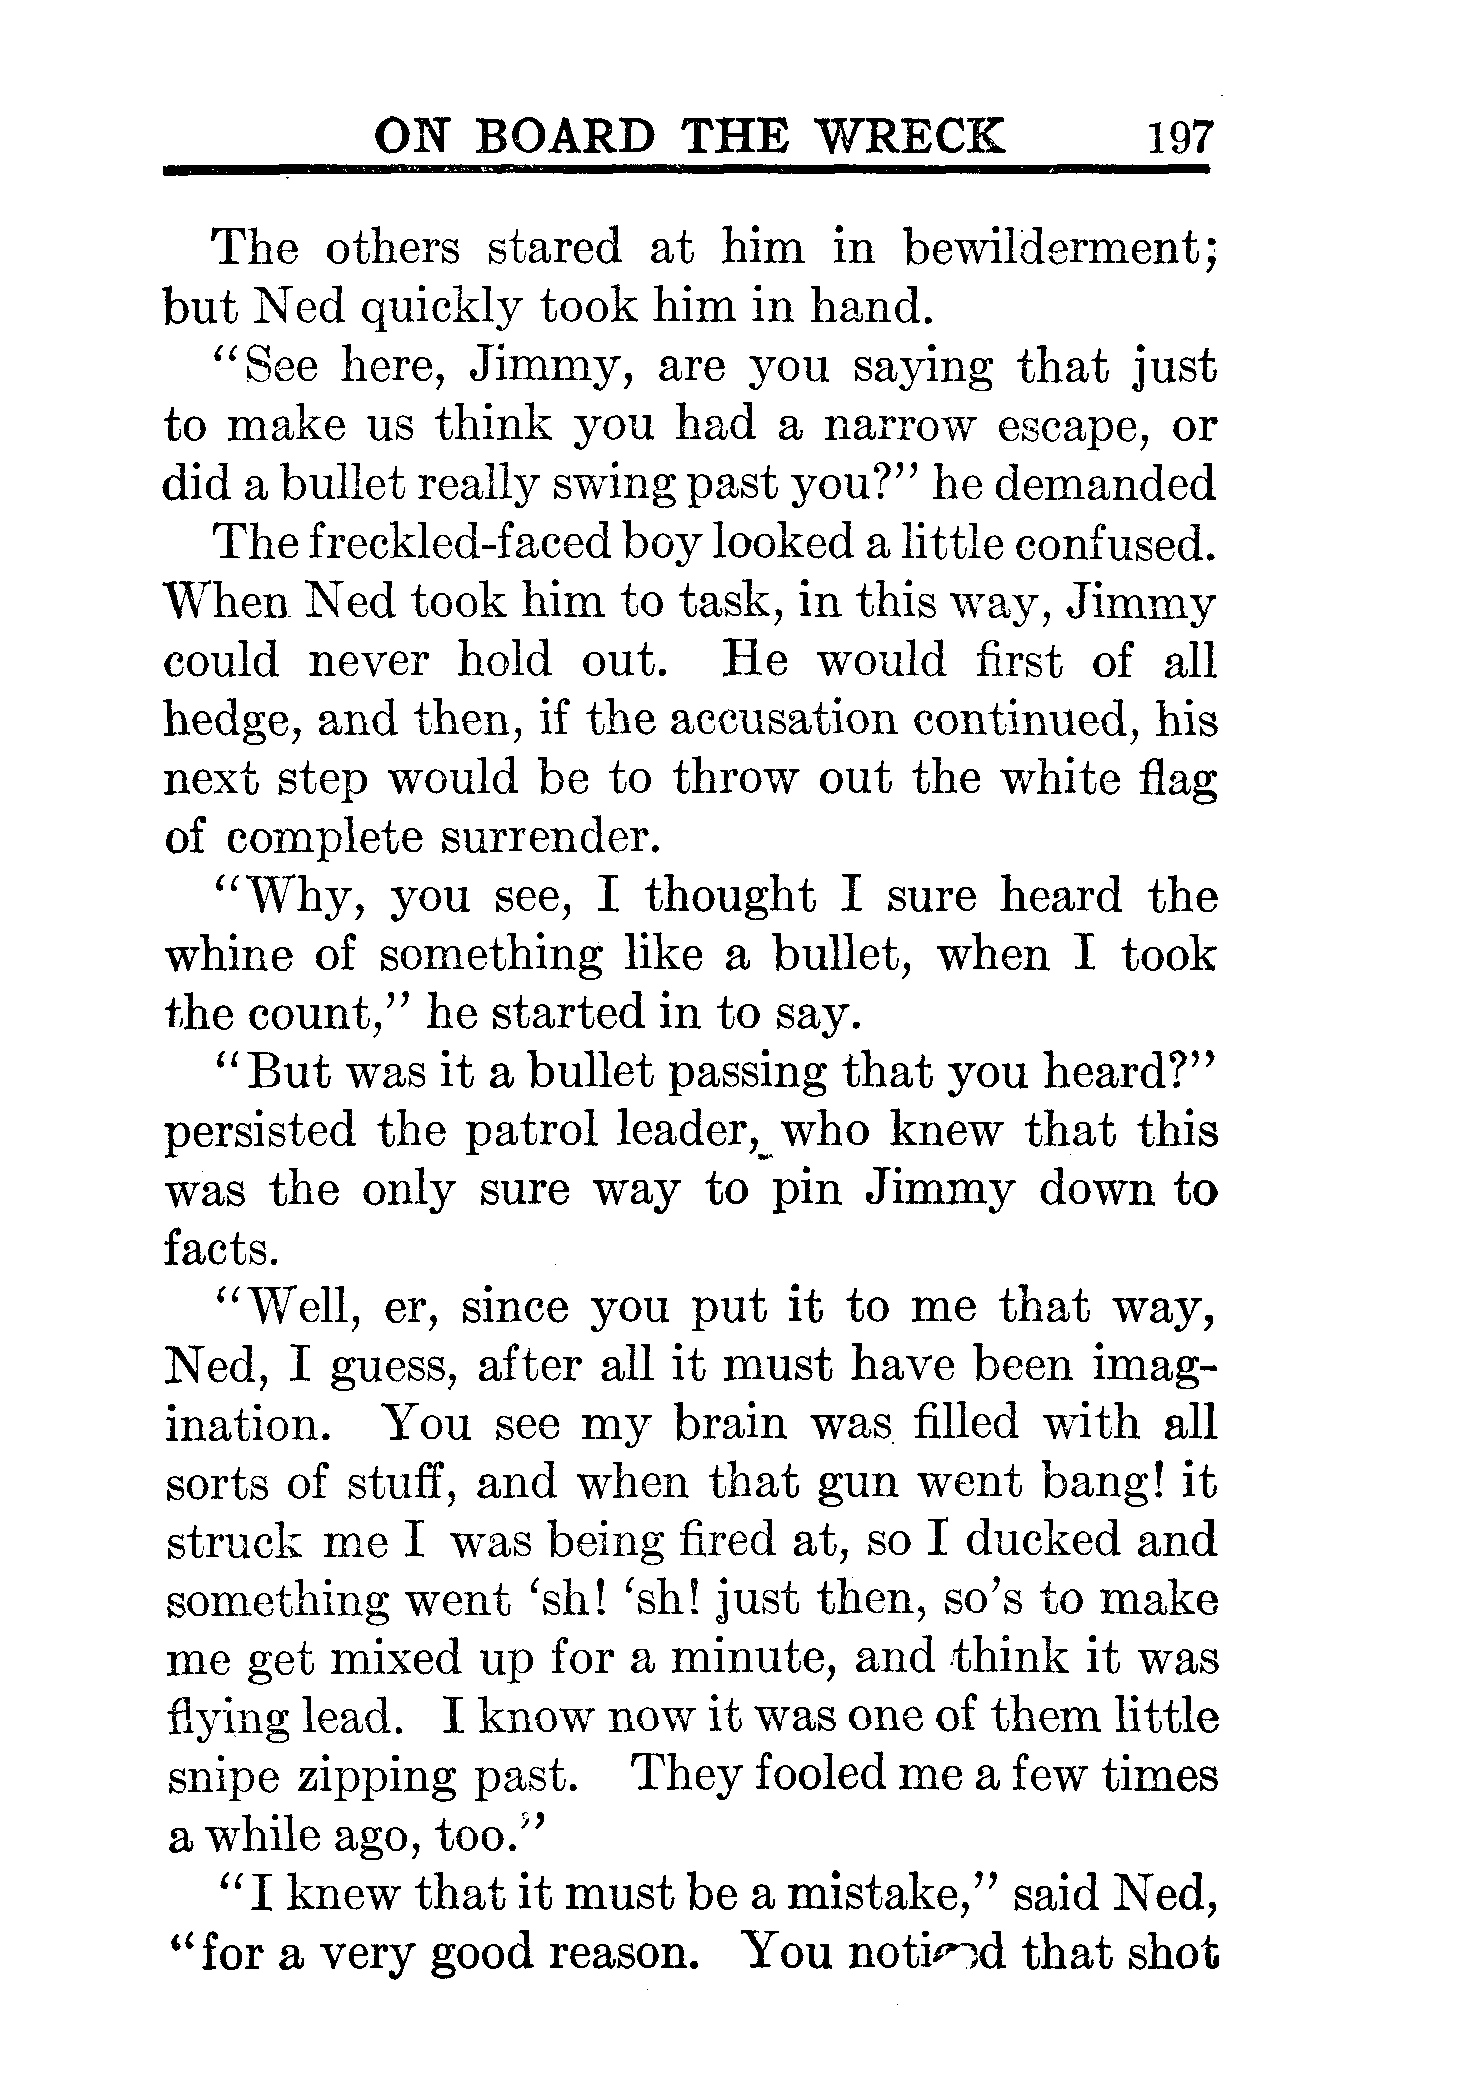 ON BOARD THE WRECK 197
The others stared at him in bewilderment;
but Ned quickly took him in hand.
"See here, Jimmy, are you saying that just
to make us think you had a narrow escape, or
did a bullet really swing past you?" he demanded
The freckled-faced boy looked a little confused.
When Ned took him to task, in this way, Jimmy
could never hold out. He would first of all
hedge, and then, if the accusation continued, his
next step would be to throw out the white flag
of complete surrender.
"Why, you see, I thought I sure heard the
whine of something like a bullet, when I took
the count," he started in to say.
"But was it a bullet passing that you heard?"
persisted the patrol leader, who knew that this
was the only sure way to pin Jimmy down to
facts.
"Well, er, since you put it to me that way,
Ned, I guess, after all it must have been imag-
ination. You see my brain was filled with all
sorts of stuff, and when that gun went bang! it
struck me I was being fired at, so I ducked and
something went 'sh! 'sh! just then, so's to make
me get mixed up for a minute, and think it was
flying lead. I know now it was one of them little
snipe zipping past. They fooled me a few times
a while ago, too."
"I knew that it must be a mistake," said Ned,
"for a very good reason. You noticed that shot